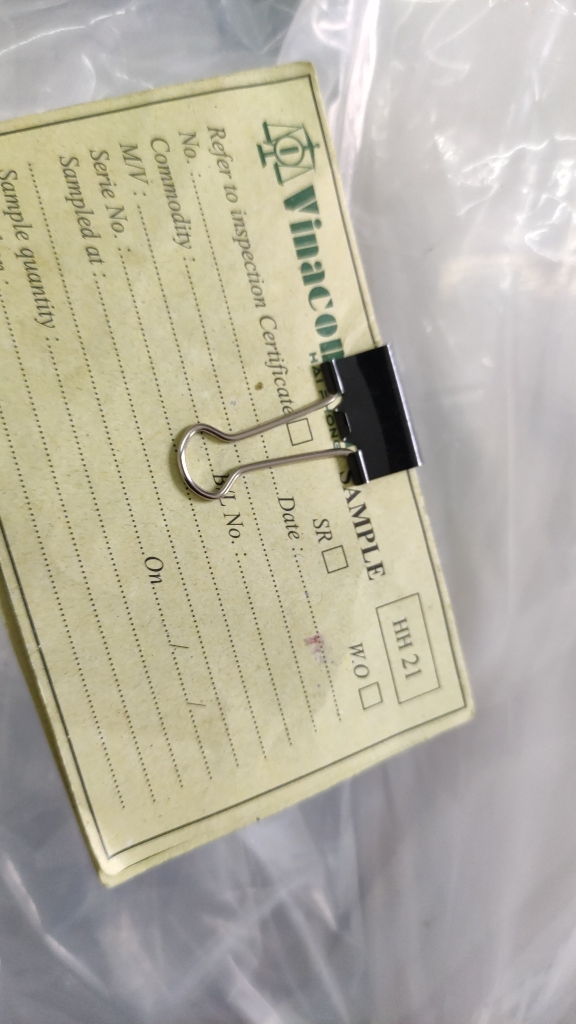 HH 21
SAMPLE
SR
W.O
Refer to inspection Certificate
No. : Date :
Commodity :
M/V : B/L No. :
Serie No. :
Sampled at : On / /
Sample quantity :